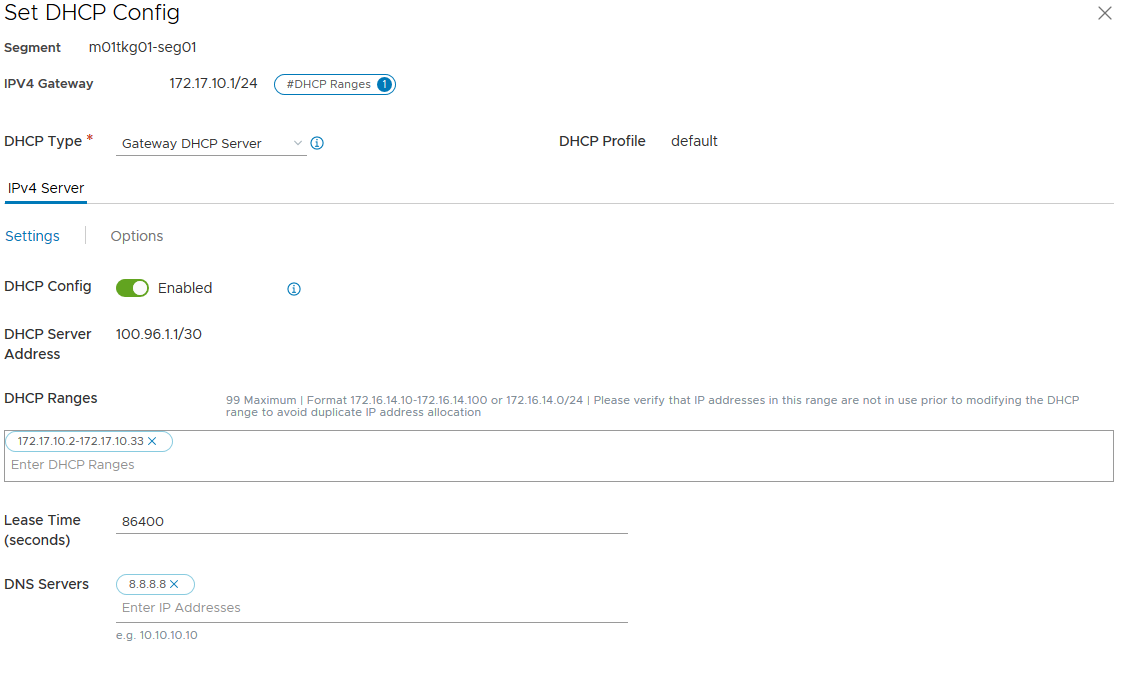 Set DHCP Config
Segment m01tkg01-seg01
IPV4 Gateway 172.17.10.1/24 #DHCP Ranges 1
DHCP Type * Gateway DHCP Server DHCP Profile default
IPv4 Server
Settings Options
DHCP Config Enabled
DHCP Server Address 100.96.1.1/30
DHCP Ranges 99 Maximum | Format 172.16.14.10-172.16.14.100 or 172.16.14.0/24 | Please verify that IP addresses in this range are not in use prior to modifying the DHCP
range to avoid duplicate IP address allocation
172.17.10.2-172.17.10.33
Enter DHCP Ranges
Lease Time (seconds) 86400
DNS Servers 8.8.8.8
Enter IP Addresses
e.g. 10.10.10.10